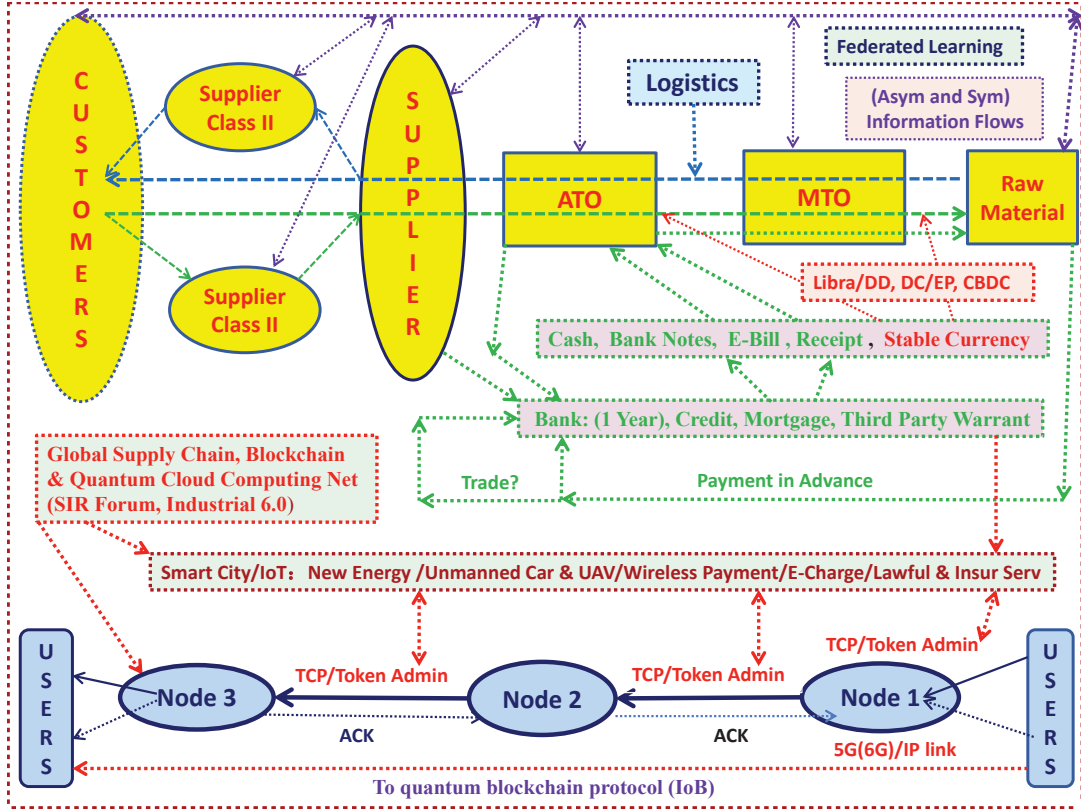 CUSTOMERS
Supplier
Class II
SUPPLIER
Logistics
Federated Learning
(Asym and Sym)
Information Flows
ATO
MTO
Raw
Material
Supplier
Class II
Libra/DD, DC/EP, CBDC
Cash, Bank Notes, E-Bill , Receipt , Stable Currency
Bank: (1 Year), Credit, Mortgage, Third Party Warrant
Global Supply Chain, Blockchain
& Quantum Cloud Computing Net
(SIR Forum, Industrial 6.0)
Trade?
Payment in Advance
Smart City/IoT： New Energy /Unmanned Car & UAV/Wireless Payment/E-Charge/Lawful & Insur Serv
USERS
Node 3
TCP/Token Admin
Node 2
TCP/Token Admin
Node 1
TCP/Token Admin
USERS
ACK
ACK
5G(6G)/IP link
To quantum blockchain protocol (IoB)